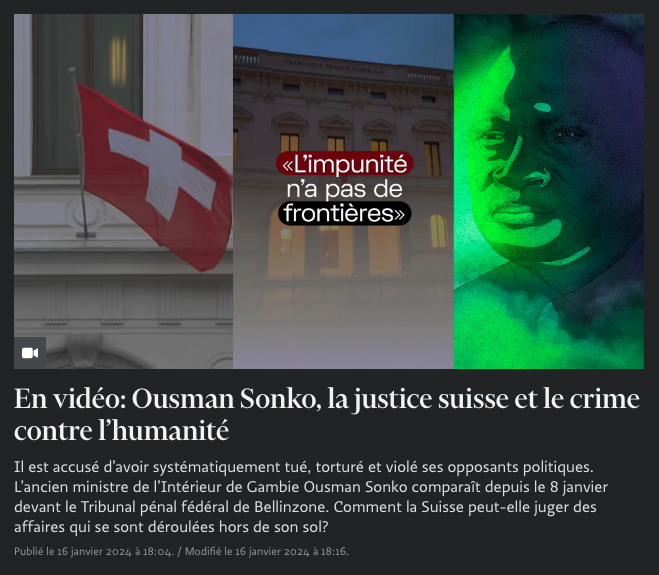 «L'impunité
n'a pas de
frontières»
En vidéo: Ousman Sonko, la justice suisse et le crime
contre l'humanité
Il est accusé d'avoir systématiquement tué, torturé et violé ses opposants politiques.
L'ancien ministre de l'Intérieur de Gambie Ousman Sonko comparaît depuis le 8 janvier
devant le Tribunal pénal fédéral de Bellinzone. Comment la Suisse peut-elle juger des
affaires qui se sont déroulées hors de son sol?
Publié le 16 janvier 2024 à 18:04. / Modifié le 16 janvier 2024 à 18:16.